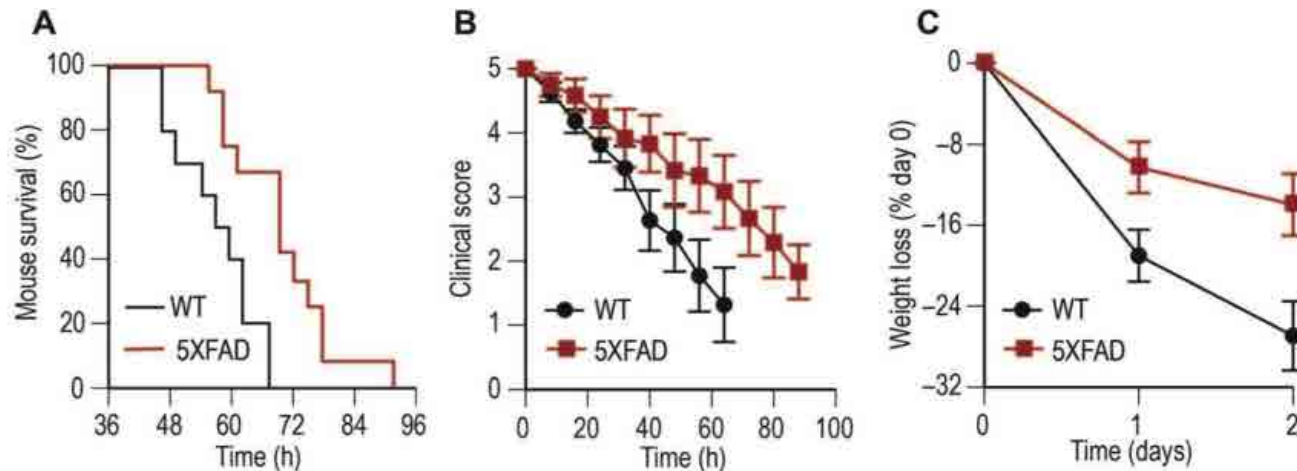 A
Mouse survival (%)
100
80
60
40
20
0
36 48 60 72 84 96
Time (h)
WT
5XFAD
B
Clinical score
5
4
3
2
1
0
0 20 40 60 80 100
Time (h)
WT
5XFAD
C
Weight loss (% day 0)
0
−8
−16
−24
−32
0 1 2
Time (days)
WT
5XFAD